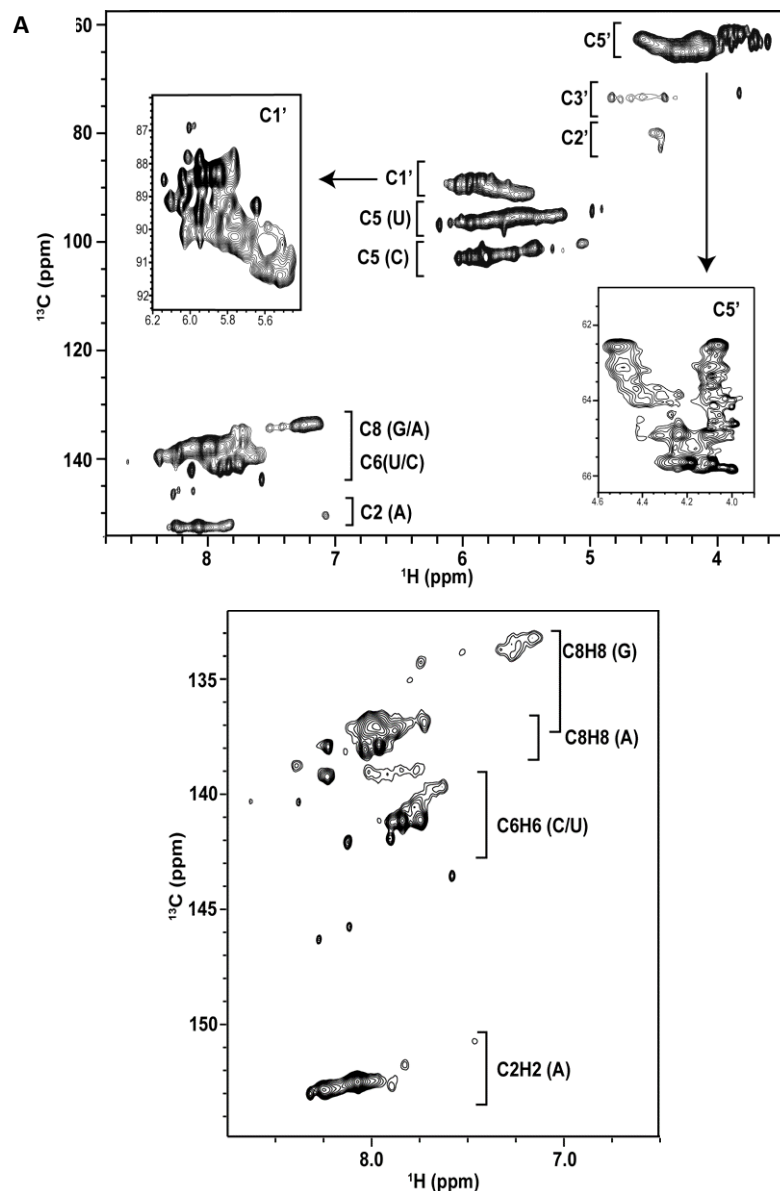 A
60
80
100
120
140
¹³C (ppm)
8
7
6
5
4
¹H (ppm)
C5'
C3'
C2'
C1'
C5 (U)
C5 (C)
C8 (G/A)
C6(U/C)
C2 (A)
C1'
87
88
89
90
91
92
6.2
6.0
5.8
5.6
C5'
62
64
66
4.6
4.4
4.2
4.0
135
140
145
150
¹³C (ppm)
8.0
7.0
¹H (ppm)
C8H8 (G)
C8H8 (A)
C6H6 (C/U)
C2H2 (A)